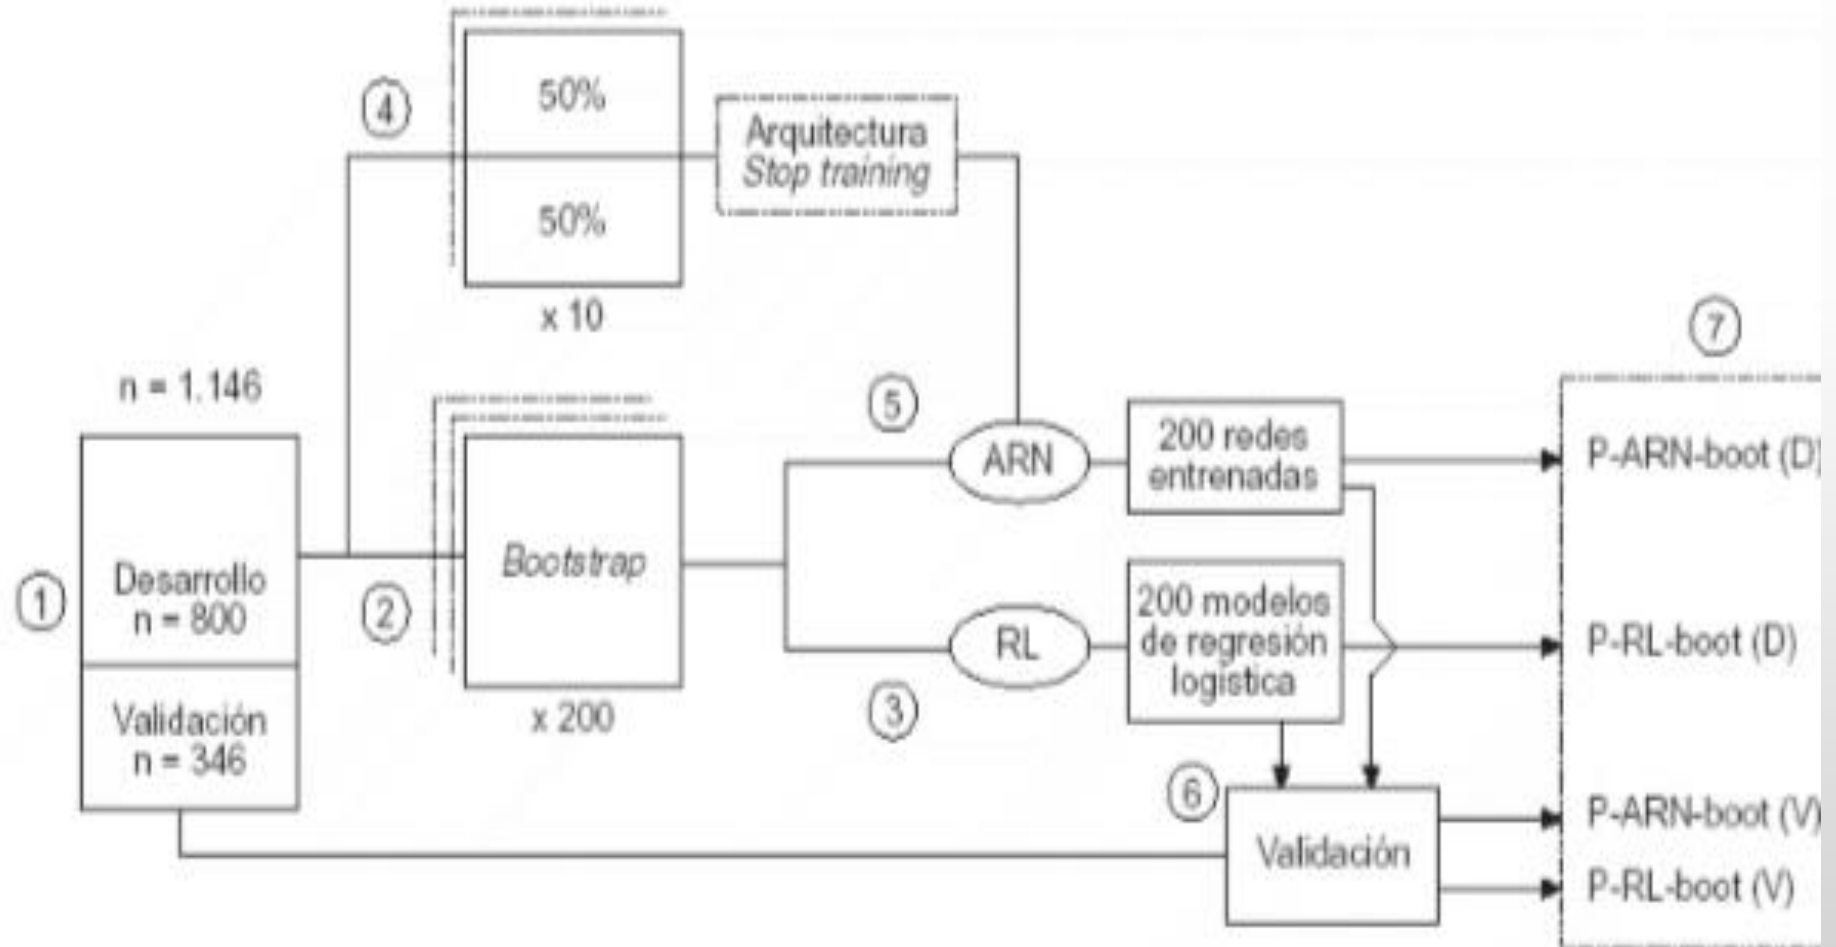 50%
50%
x 10
4
Arquitectura
Stop training
n = 1.146
1
Desarrollo
n = 800
Validación
n = 346
2
Bootstrap
x 200
5
ARN
200 redes
entrenadas
3
RL
200 modelos
de regresión
logística
6
Validación
7
P-ARN-boot (D)
P-RL-boot (D)
P-ARN-boot (V)
P-RL-boot (V)